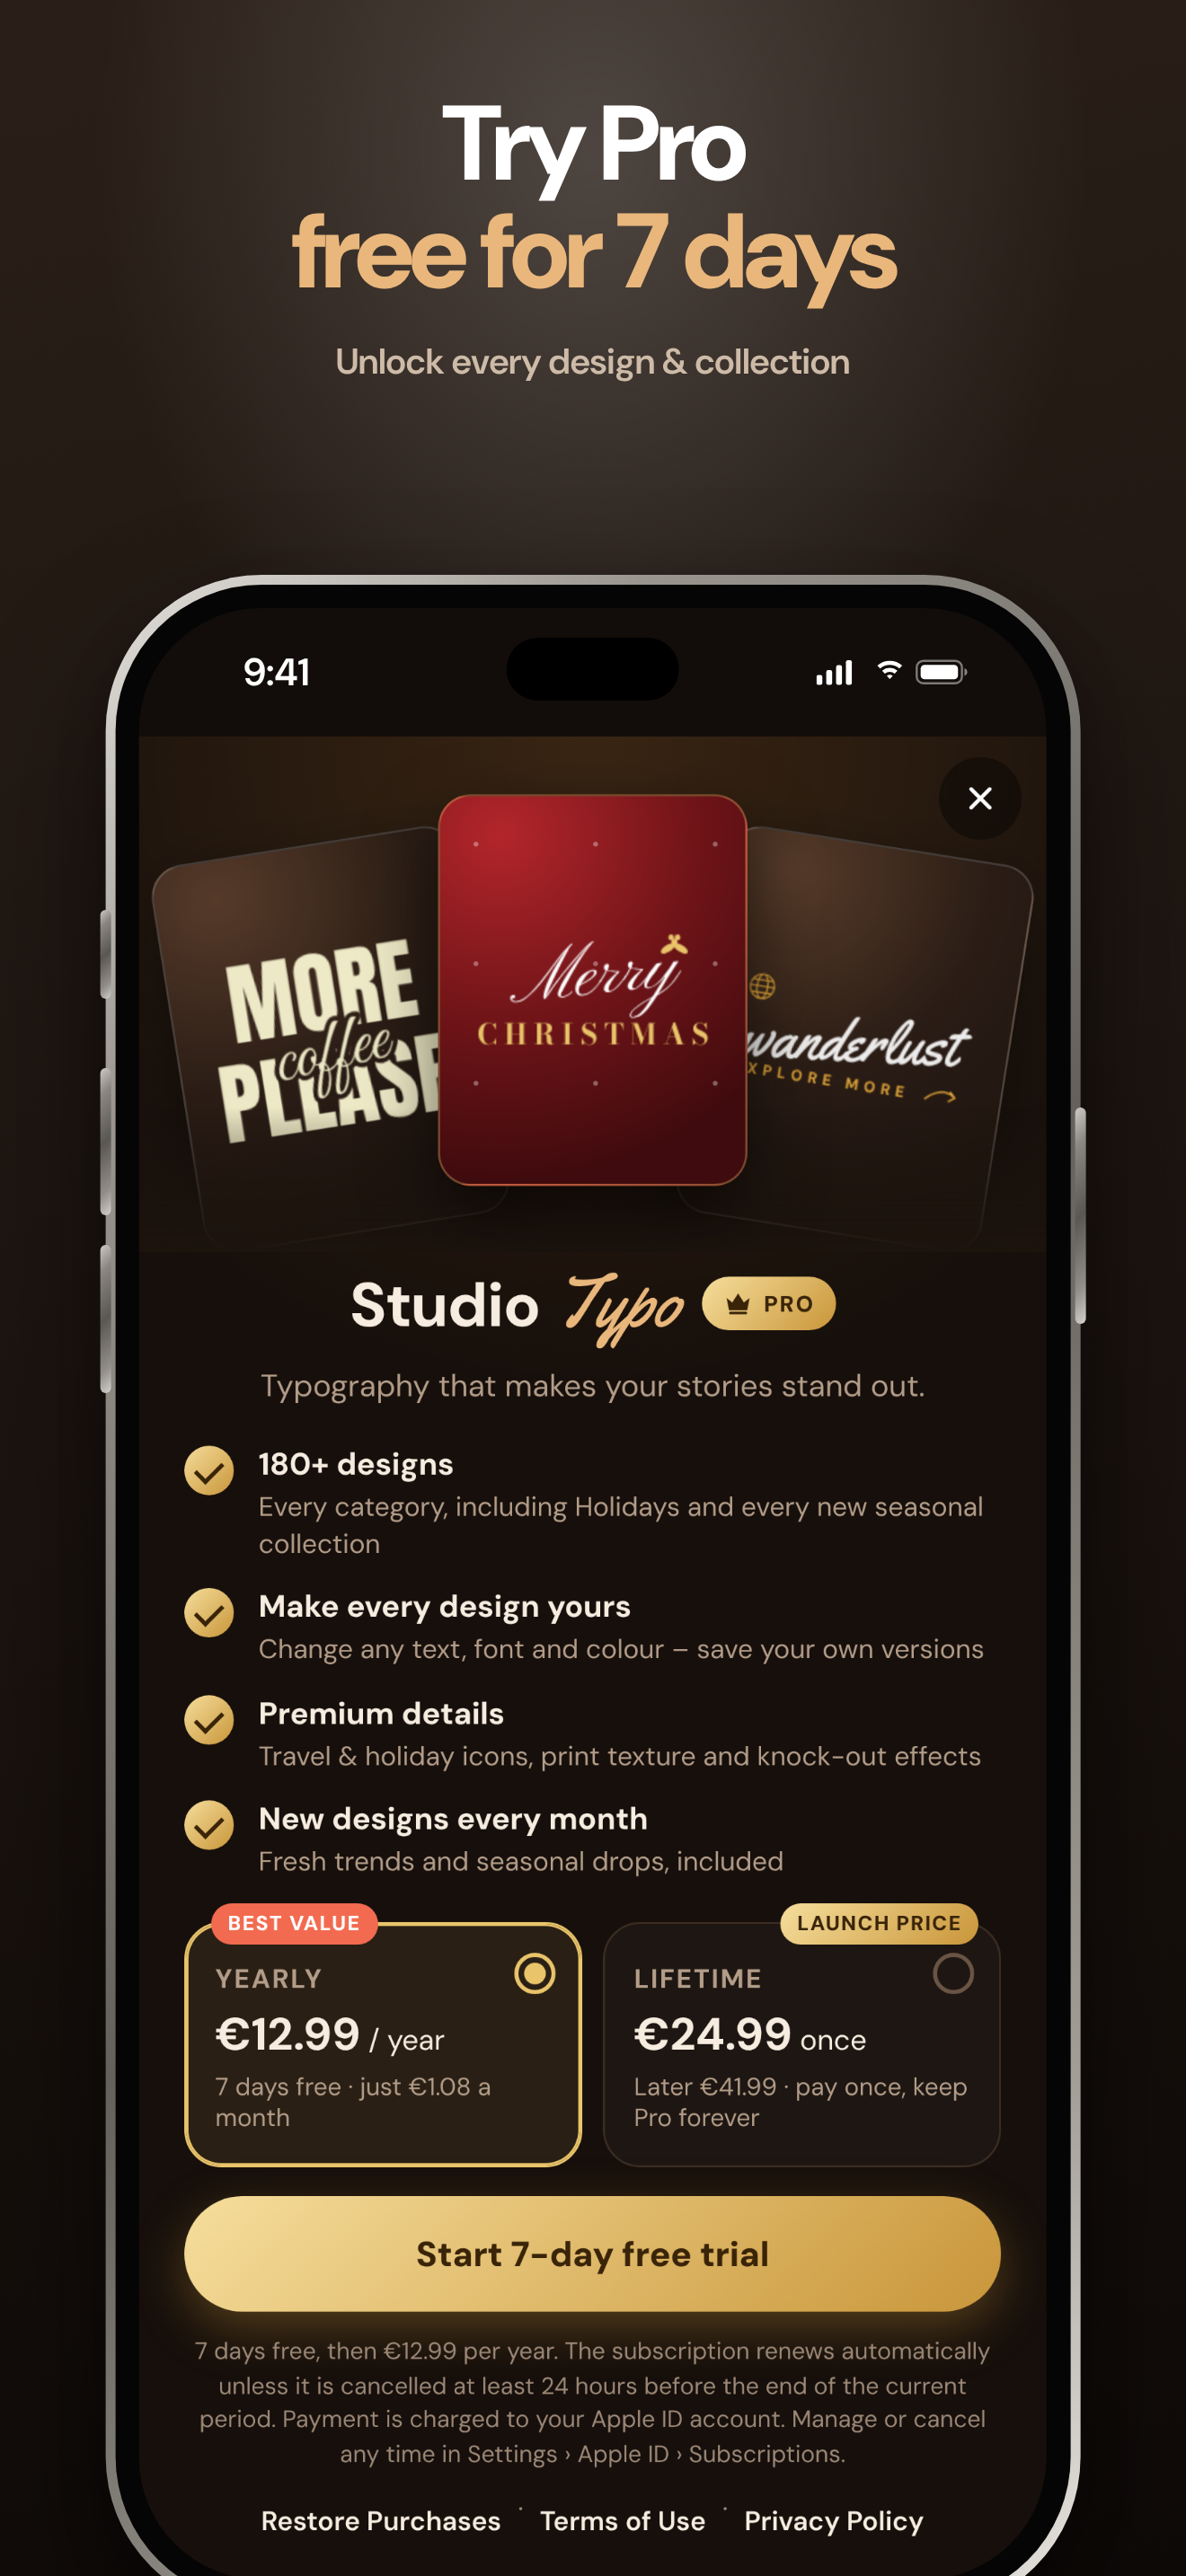 Try Pro
free for 7 days
Unlock every design & collection
9:41
MORE
coffee
PLEASE
Merry
CHRISTMAS
wanderlust
XPLORE MORE
Studio Typo PRO
Typography that makes your stories stand out.
180+ designs
Every category, including Holidays and every new seasonal
collection
Make every design yours
Change any text, font and colour – save your own versions
Premium details
Travel & holiday icons, print texture and knock-out effects
New designs every month
Fresh trends and seasonal drops, included
BEST VALUE
YEARLY
€12.99 / year
7 days free · just €1.08 a
month
LAUNCH PRICE
LIFETIME
€24.99 once
Later €41.99 · pay once, keep
Pro forever
Start 7-day free trial
7 days free, then €12.99 per year. The subscription renews automatically
unless it is cancelled at least 24 hours before the end of the current
period. Payment is charged to your Apple ID account. Manage or cancel
any time in Settings › Apple ID › Subscriptions.
Restore Purchases · Terms of Use · Privacy Policy